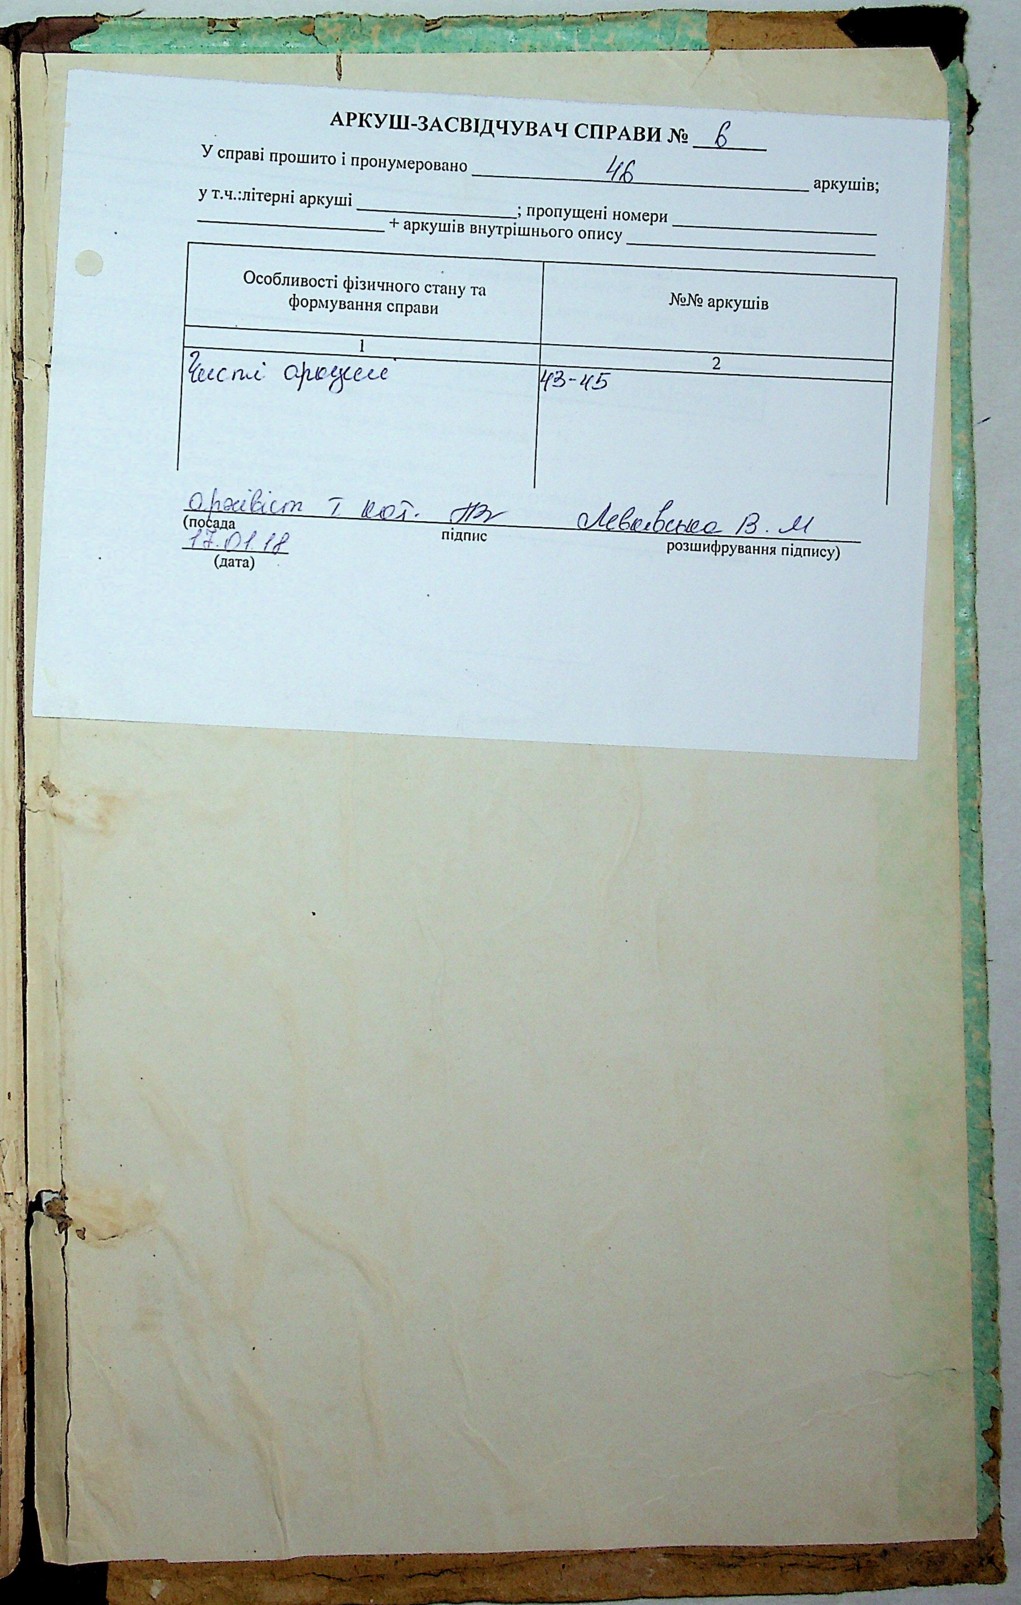 АРКУШ-ЗАСВІДЧУВАЧ СПРАВИ № 6
У справі прошито і пронумеровано 46 аркушів;
у т.ч.:літерні аркуші ; пропущені номери
+ аркушів внутрішнього опису
Особливості фізичного стану та
формування справи
№№ аркушів
1
2
Чисті аркуші
43-45
архівіст І кат. Левківська В. М
(посада
підпис
розшифрування підпису)
17.01.18
(дата)